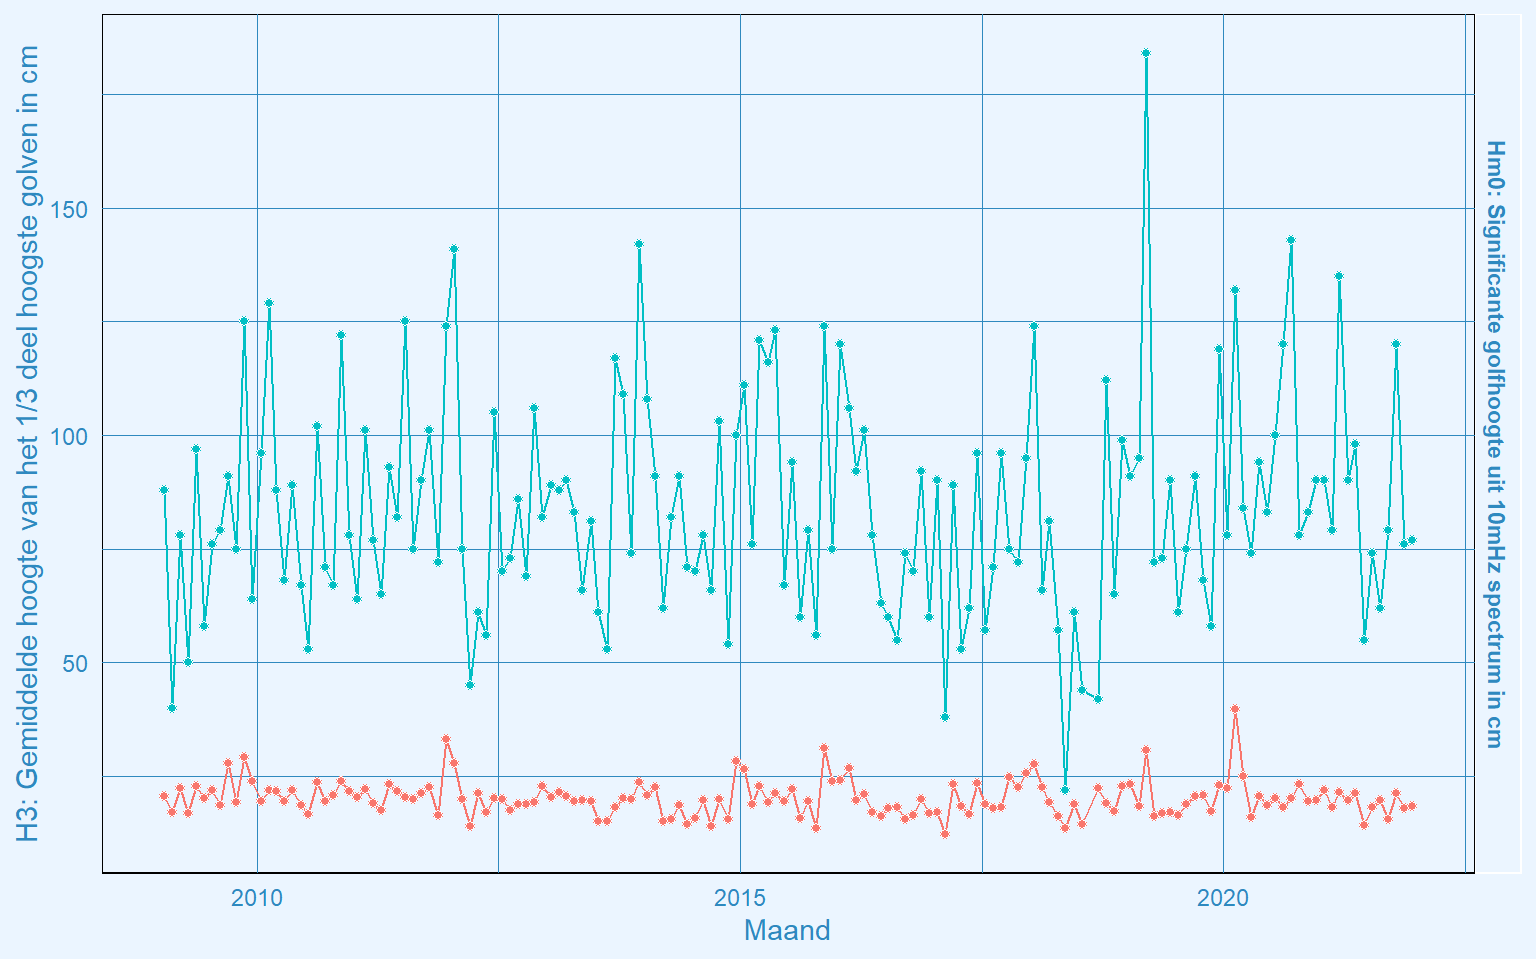 H3: Gemiddelde hoogte van het 1/3 deel hoogste golven in cm
150
100
50
2010
2015
2020
Maand
Hm0: Significante golfhoogte uit 10mHz spectrum in cm